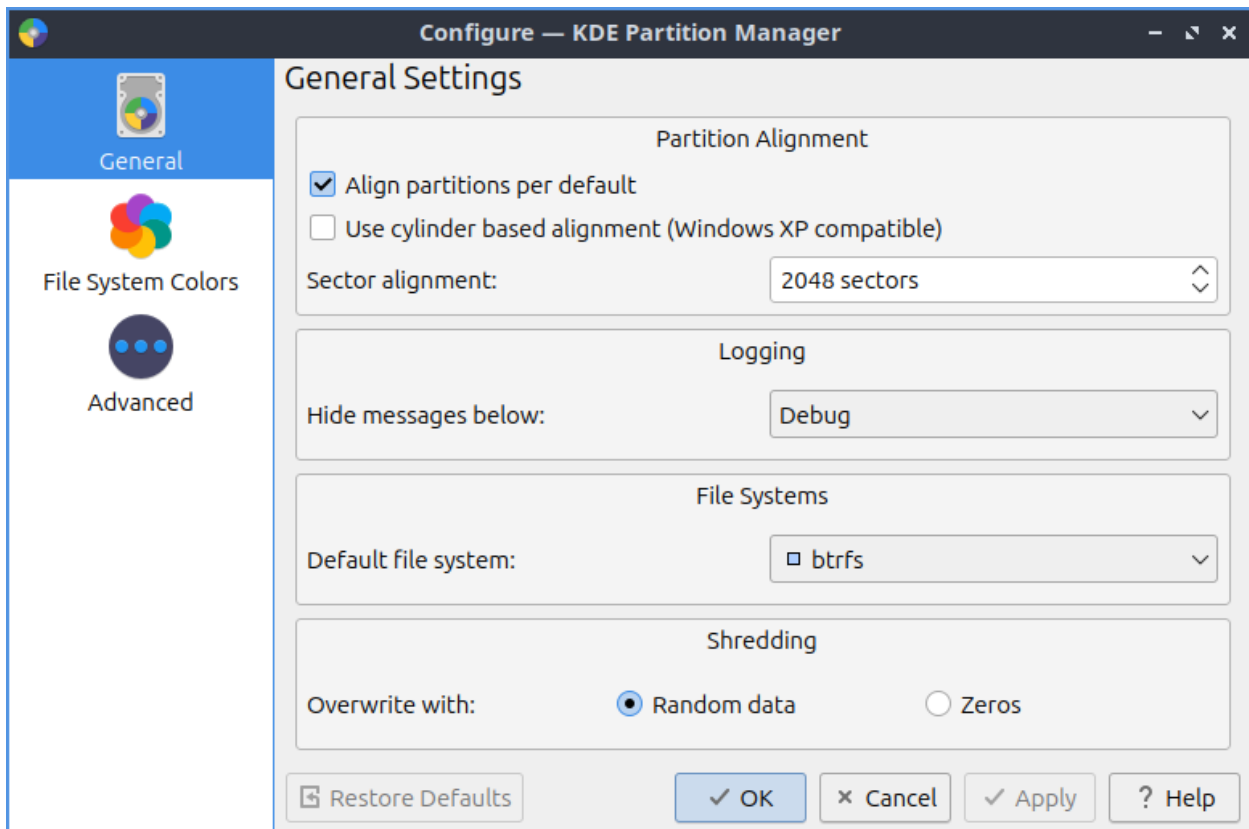 Configure — KDE Partition Manager
General
File System Colors
Advanced
General Settings
Partition Alignment
Align partitions per default
Use cylinder based alignment (Windows XP compatible)
Sector alignment: 2048 sectors
Logging
Hide messages below: Debug
File Systems
Default file system: btrfs
Shredding
Overwrite with: Random data Zeros
Restore Defaults OK Cancel Apply ? Help